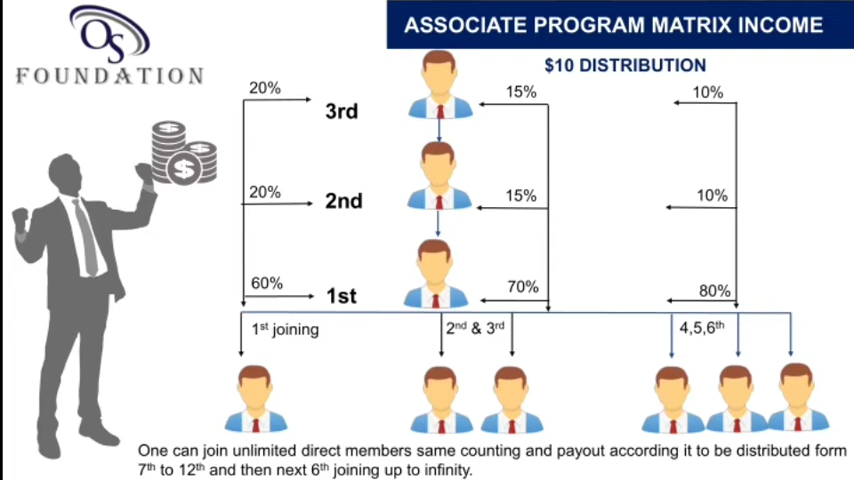 OS
FOUNDATION
ASSOCIATE PROGRAM MATRIX INCOME
$10 DISTRIBUTION
20% 3rd 15% 10%
20% 2nd 15% 10%
60% 1st 70% 80%
1st joining 2nd & 3rd 4,5,6th
One can join unlimited direct members same counting and payout according it to be distributed form
7th to 12th and then next 6th joining up to infinity.